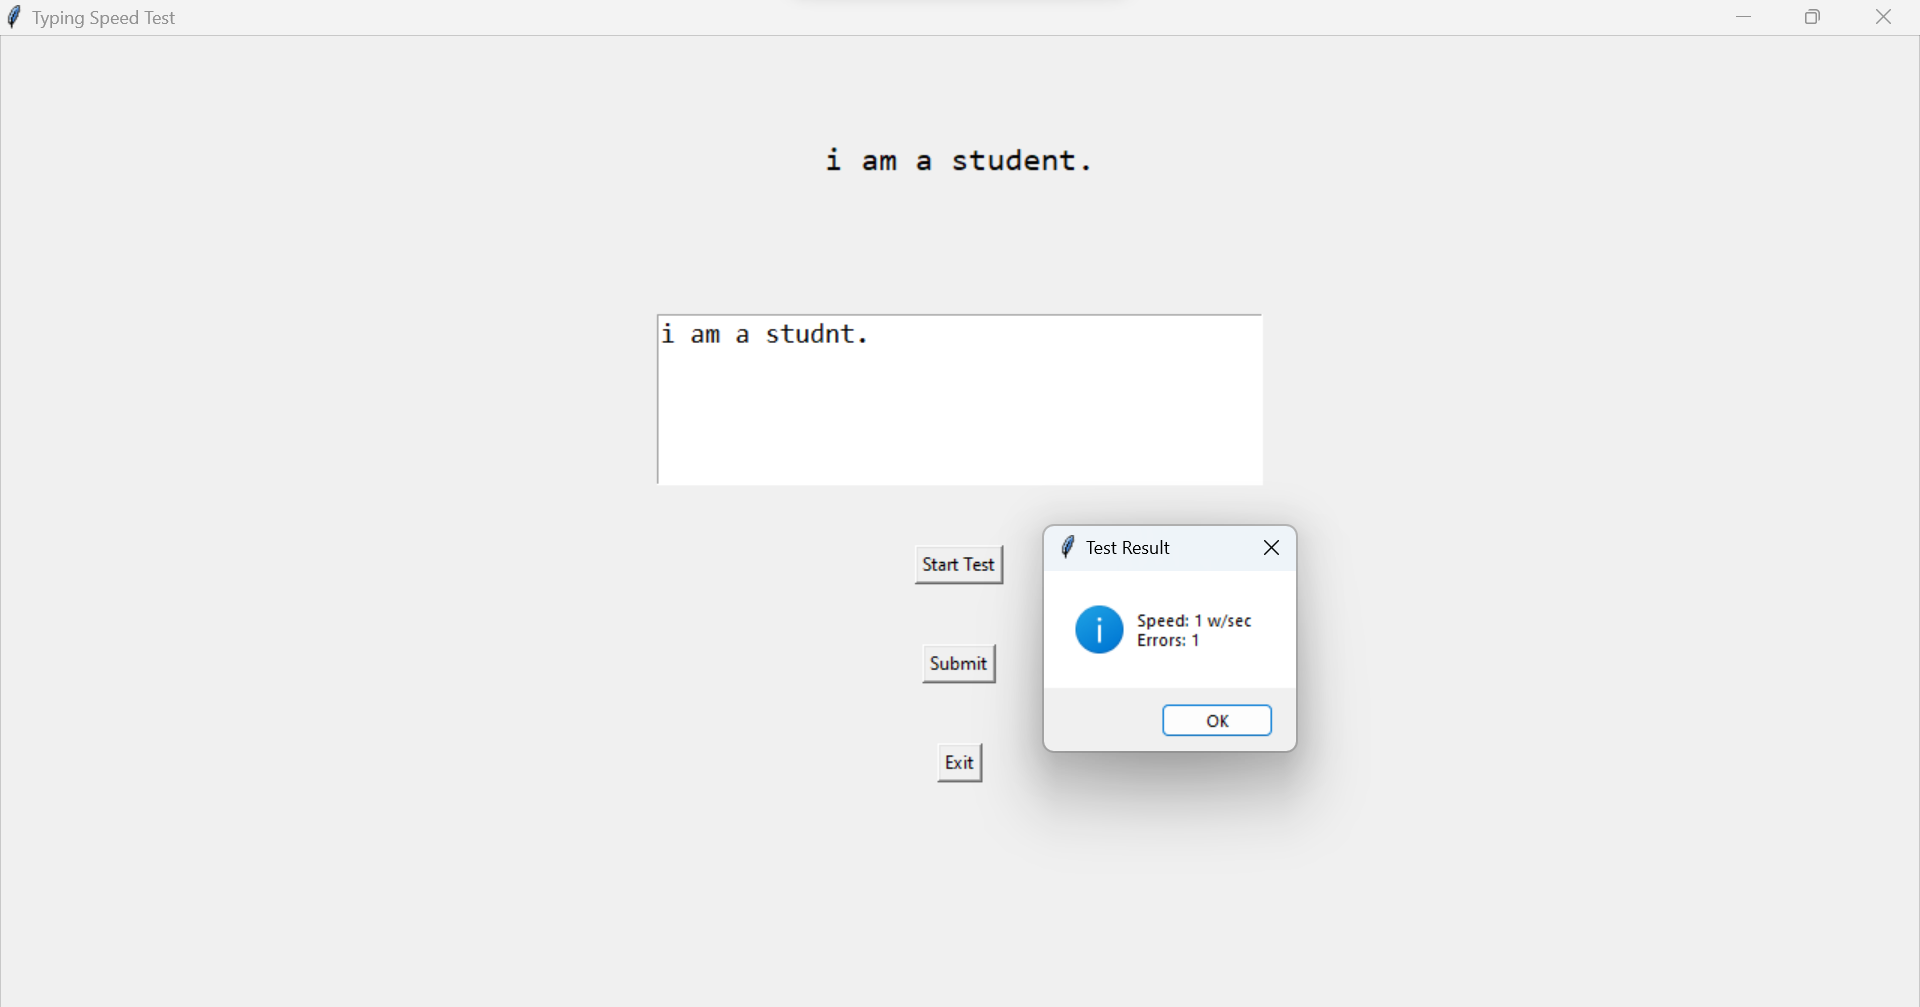 Typing Speed Test
i am a student.
i am a studnt.
Start Test
Test Result
Speed: 1 w/sec
Errors: 1
Submit
OK
Exit